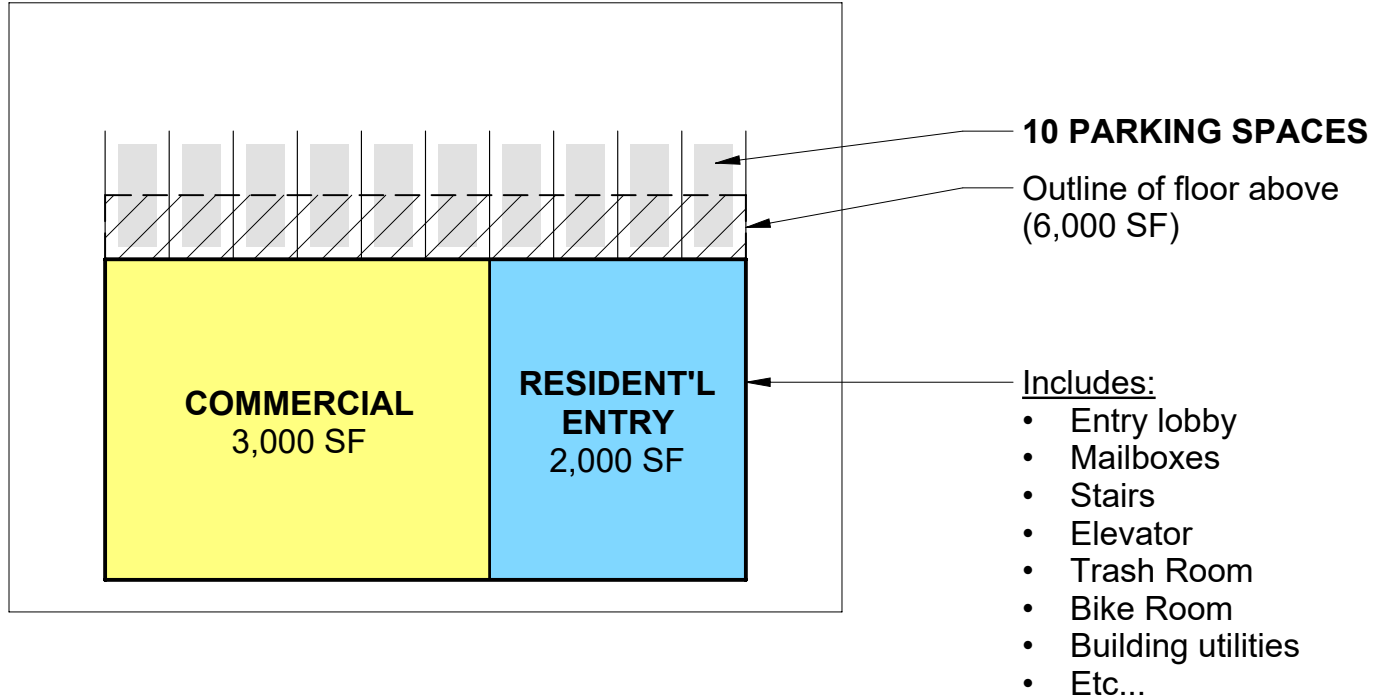 10 PARKING SPACES
Outline of floor above
(6,000 SF)
COMMERCIAL
3,000 SF
RESIDENT'L
ENTRY
2,000 SF
Includes:
• Entry lobby
• Mailboxes
• Stairs
• Elevator
• Trash Room
• Bike Room
• Building utilities
• Etc...